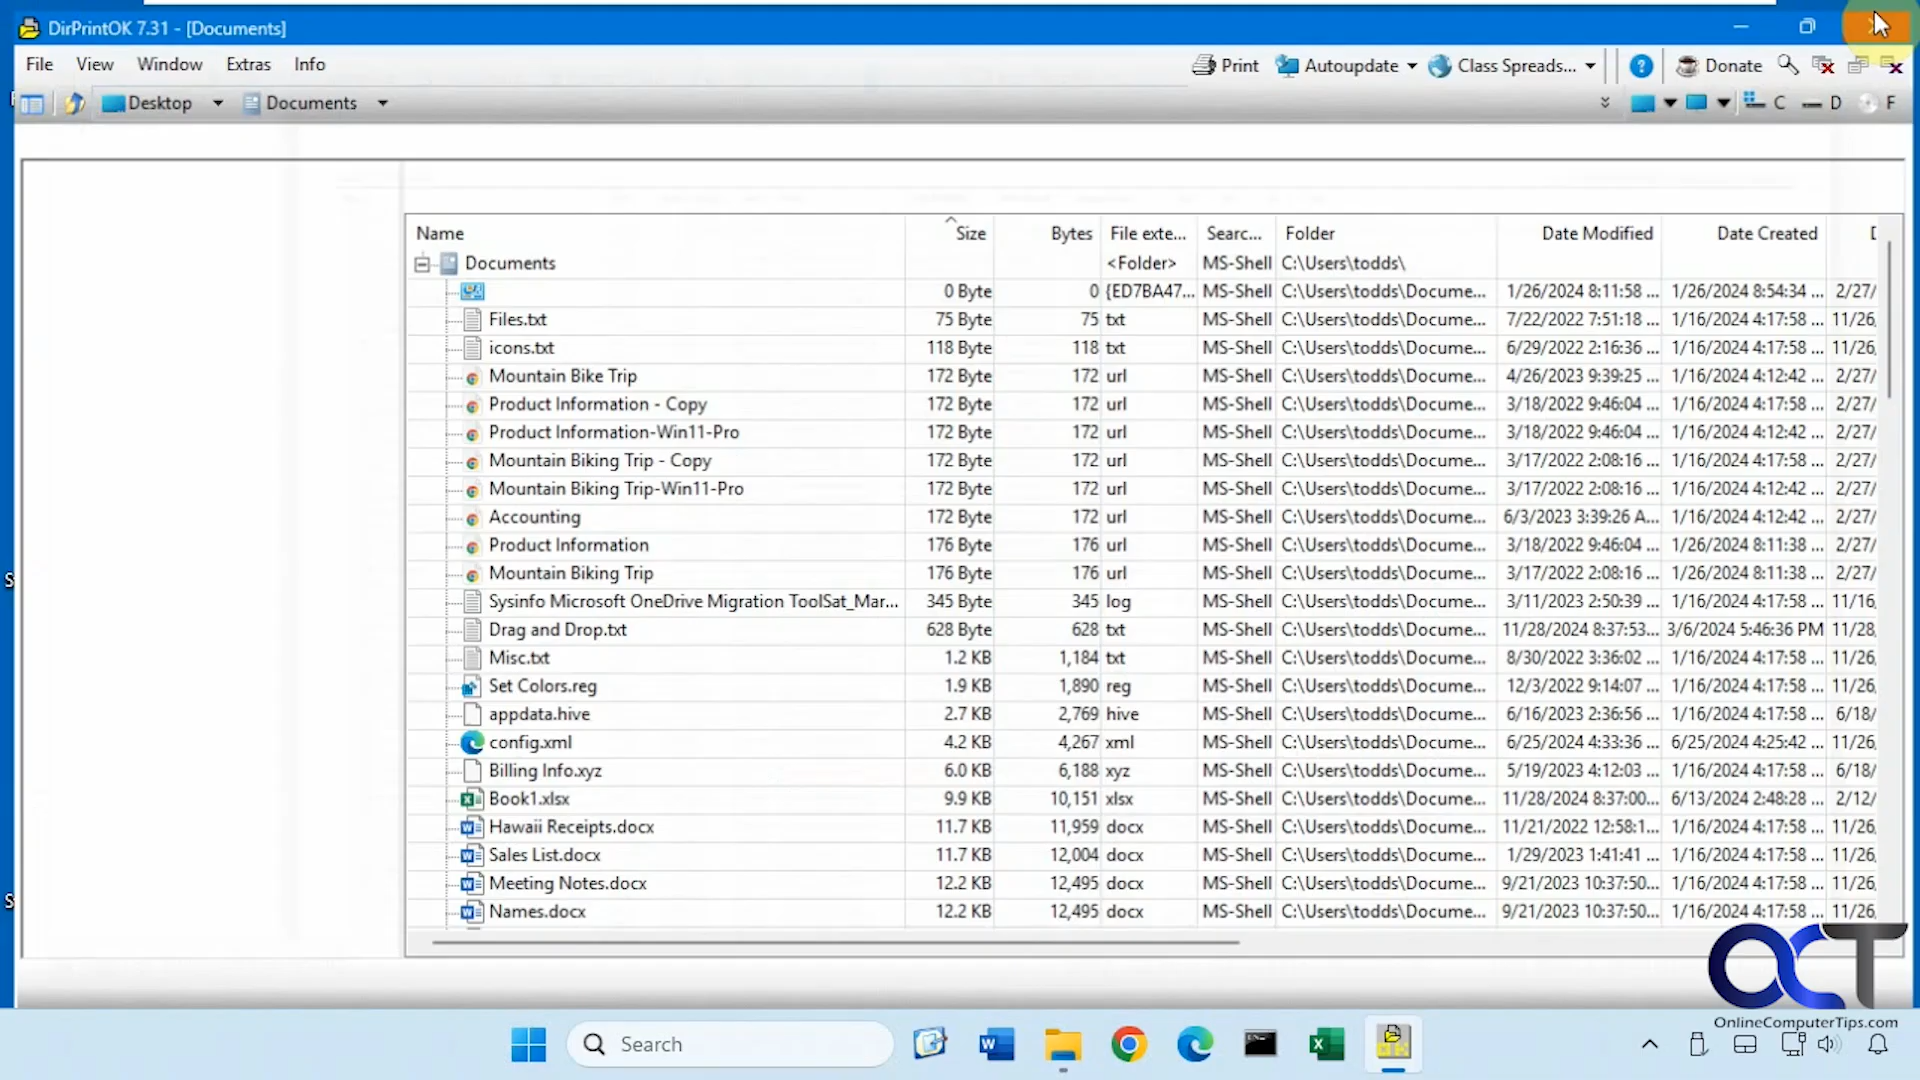 DirPrintOK 7.31 - [Documents]
File View Window Extras Info Print Autoupdate Class Spreads... ? Donate
Desktop Documents C D F
Name Size Bytes File exte... Searc... Folder Date Modified Date Created
Documents <Folder> MS-Shell C:\Users\todds\
0 Byte 0 {ED7BA47... MS-Shell C:\Users\todds\Docume... 1/26/2024 8:11:58 ... 1/26/2024 8:54:34 ... 2/27/
Files.txt 75 Byte 75 txt MS-Shell C:\Users\todds\Docume... 7/22/2022 7:51:18 ... 1/16/2024 4:17:58 ... 11/26,
icons.txt 118 Byte 118 txt MS-Shell C:\Users\todds\Docume... 6/29/2022 2:16:36 ... 1/16/2024 4:17:58 ... 11/26,
Mountain Bike Trip 172 Byte 172 url MS-Shell C:\Users\todds\Docume... 4/26/2023 9:39:25 ... 1/16/2024 4:12:42 ... 2/27/
Product Information - Copy 172 Byte 172 url MS-Shell C:\Users\todds\Docume... 3/18/2022 9:46:04 ... 1/16/2024 4:17:58 ... 2/27/
Product Information-Win11-Pro 172 Byte 172 url MS-Shell C:\Users\todds\Docume... 3/18/2022 9:46:04 ... 1/16/2024 4:12:42 ... 2/27/
Mountain Biking Trip - Copy 172 Byte 172 url MS-Shell C:\Users\todds\Docume... 3/17/2022 2:08:16 ... 1/16/2024 4:17:58 ... 2/27/
Mountain Biking Trip-Win11-Pro 172 Byte 172 url MS-Shell C:\Users\todds\Docume... 3/17/2022 2:08:16 ... 1/16/2024 4:12:42 ... 2/27/
Accounting 172 Byte 172 url MS-Shell C:\Users\todds\Docume... 6/3/2023 3:39:26 A... 1/16/2024 4:12:42 ... 2/27/
Product Information 176 Byte 176 url MS-Shell C:\Users\todds\Docume... 3/18/2022 9:46:04 ... 1/26/2024 8:11:38 ... 2/27/
Mountain Biking Trip 176 Byte 176 url MS-Shell C:\Users\todds\Docume... 3/17/2022 2:08:16 ... 1/26/2024 8:11:38 ... 2/27/
Sysinfo Microsoft OneDrive Migration ToolSat_Mar... 345 Byte 345 log MS-Shell C:\Users\todds\Docume... 3/11/2023 2:50:39 ... 1/16/2024 4:17:58 ... 11/16,
Drag and Drop.txt 628 Byte 628 txt MS-Shell C:\Users\todds\Docume... 11/28/2024 8:37:53... 3/6/2024 5:46:36 PM 11/28,
Misc.txt 1.2 KB 1,184 txt MS-Shell C:\Users\todds\Docume... 8/30/2022 3:36:02 ... 1/16/2024 4:17:58 ... 11/26,
Set Colors.reg 1.9 KB 1,890 reg MS-Shell C:\Users\todds\Docume... 12/3/2022 9:14:07 ... 1/16/2024 4:17:58 ... 11/26,
appdata.hive 2.7 KB 2,769 hive MS-Shell C:\Users\todds\Docume... 6/16/2023 2:36:56 ... 1/16/2024 4:17:58 ... 6/18/
config.xml 4.2 KB 4,267 xml MS-Shell C:\Users\todds\Docume... 6/25/2024 4:33:36 ... 6/25/2024 4:25:42 ... 11/26,
Billing Info.xyz 6.0 KB 6,188 xyz MS-Shell C:\Users\todds\Docume... 5/19/2023 4:12:03 ... 1/16/2024 4:17:58 ... 6/18/
Book1.xlsx 9.9 KB 10,151 xlsx MS-Shell C:\Users\todds\Docume... 11/28/2024 8:37:00... 6/13/2024 2:48:28 ... 2/12/
Hawaii Receipts.docx 11.7 KB 11,959 docx MS-Shell C:\Users\todds\Docume... 11/21/2022 12:58:1... 1/16/2024 4:17:58 ... 11/26,
Sales List.docx 11.7 KB 12,004 docx MS-Shell C:\Users\todds\Docume... 1/29/2023 1:41:41 ... 1/16/2024 4:17:58 ... 11/26,
Meeting Notes.docx 12.2 KB 12,495 docx MS-Shell C:\Users\todds\Docume... 9/21/2023 10:37:50... 1/16/2024 4:17:58 ... 11/26,
Names.docx 12.2 KB 12,495 docx MS-Shell C:\Users\todds\Docume... 9/21/2023 10:37:50... 1/16/2024 4:17:58 ... 11/26,
OCT
OnlineComputerTips.com
Search